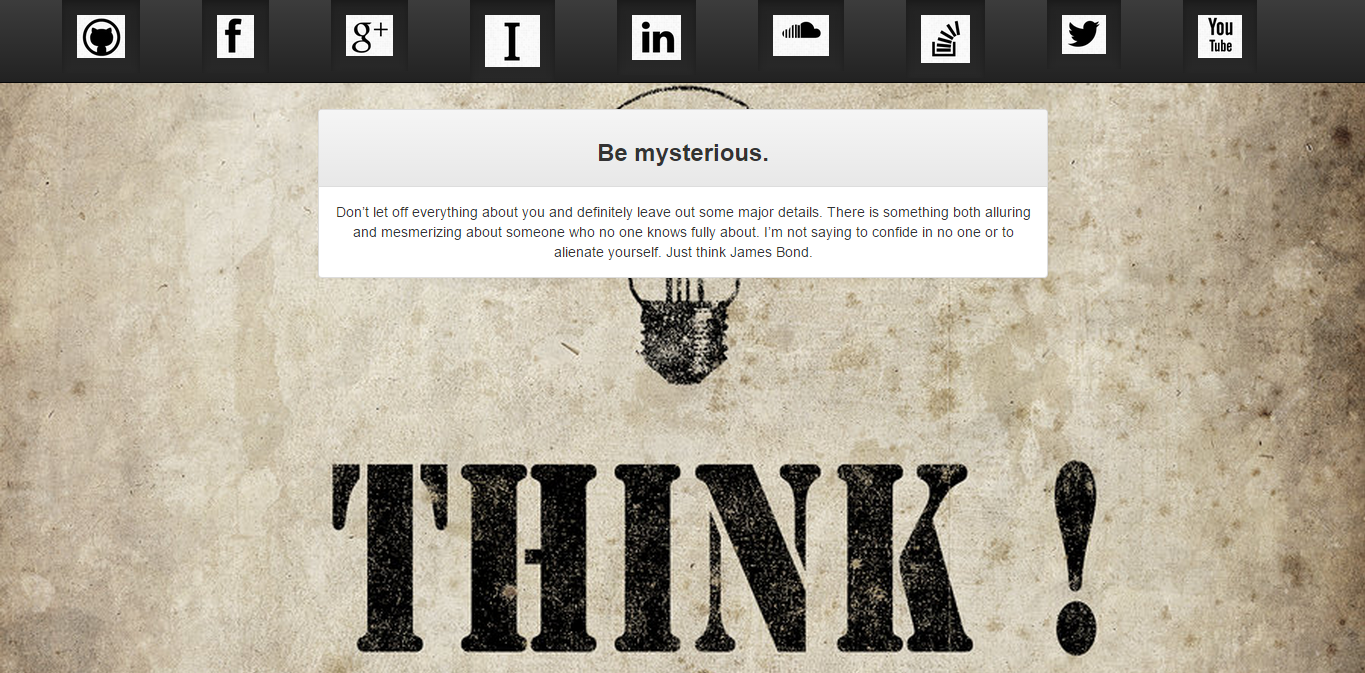 f
g+
I
in
You
Tube
Be mysterious.
Don’t let off everything about you and definitely leave out some major details. There is something both alluring
and mesmerizing about someone who no one knows fully about. I’m not saying to confide in no one or to
alienate yourself. Just think James Bond.
THINK !